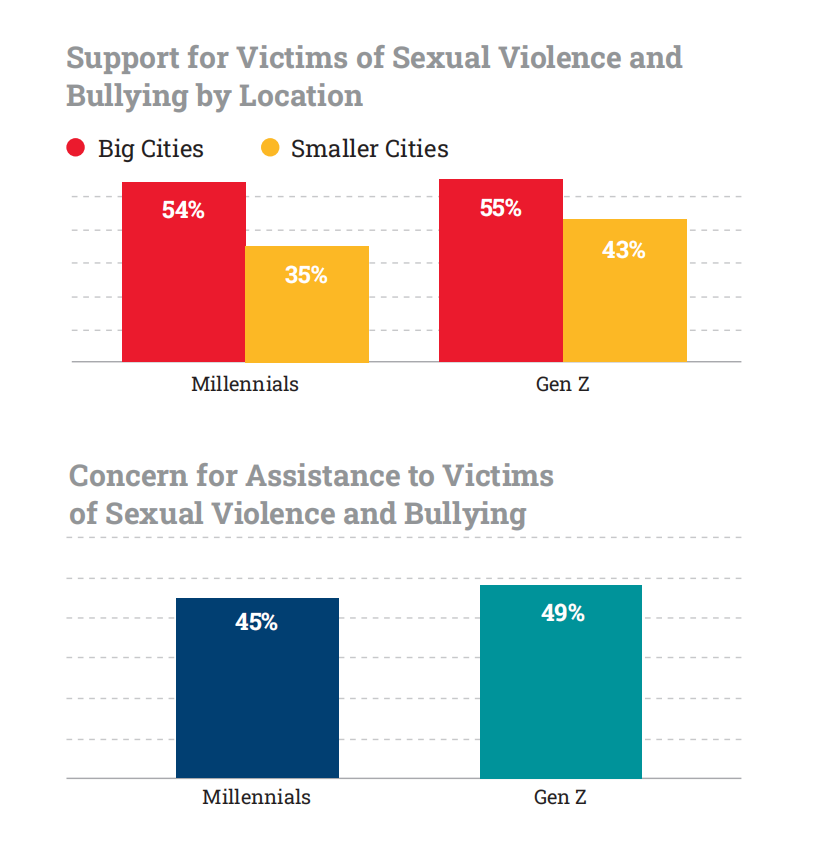 Support for Victims of Sexual Violence and
Bullying by Location
Big Cities Smaller Cities
54%
35%
55%
43%
Millennials
Gen Z
Concern for Assistance to Victims
of Sexual Violence and Bullying
45%
49%
Millennials
Gen Z